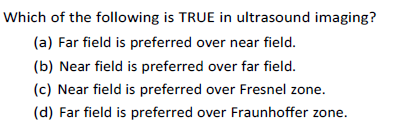 Which of the following is TRUE in ultrasound imaging?
(a) Far field is preferred over near field.
(b) Near field is preferred over far field.
(c) Near field is preferred over Fresnel zone.
(d) Far field is preferred over Fraunhoffer zone.